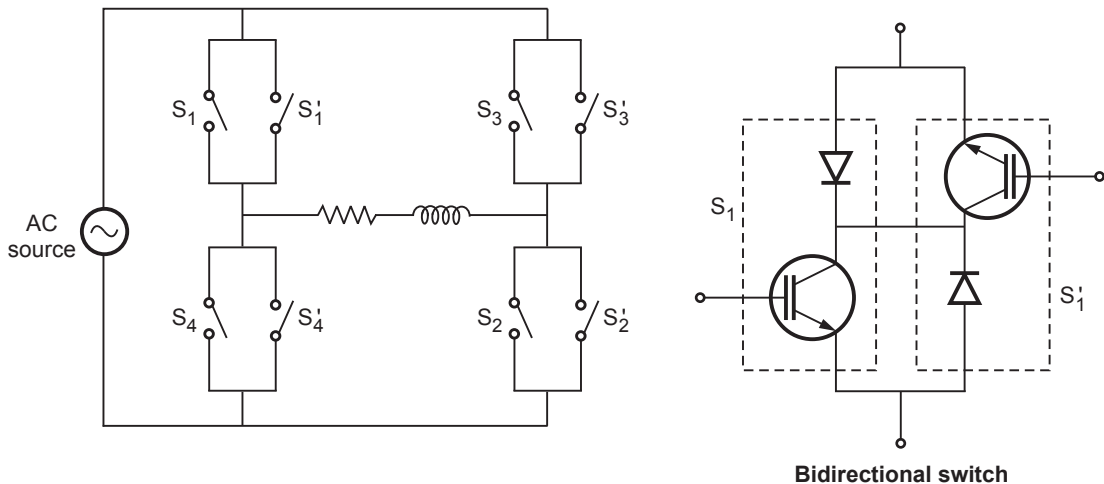 S1
S'1
S3
S'3
AC
source
S4
S'4
S2
S'2
S1
S'1
Bidirectional switch